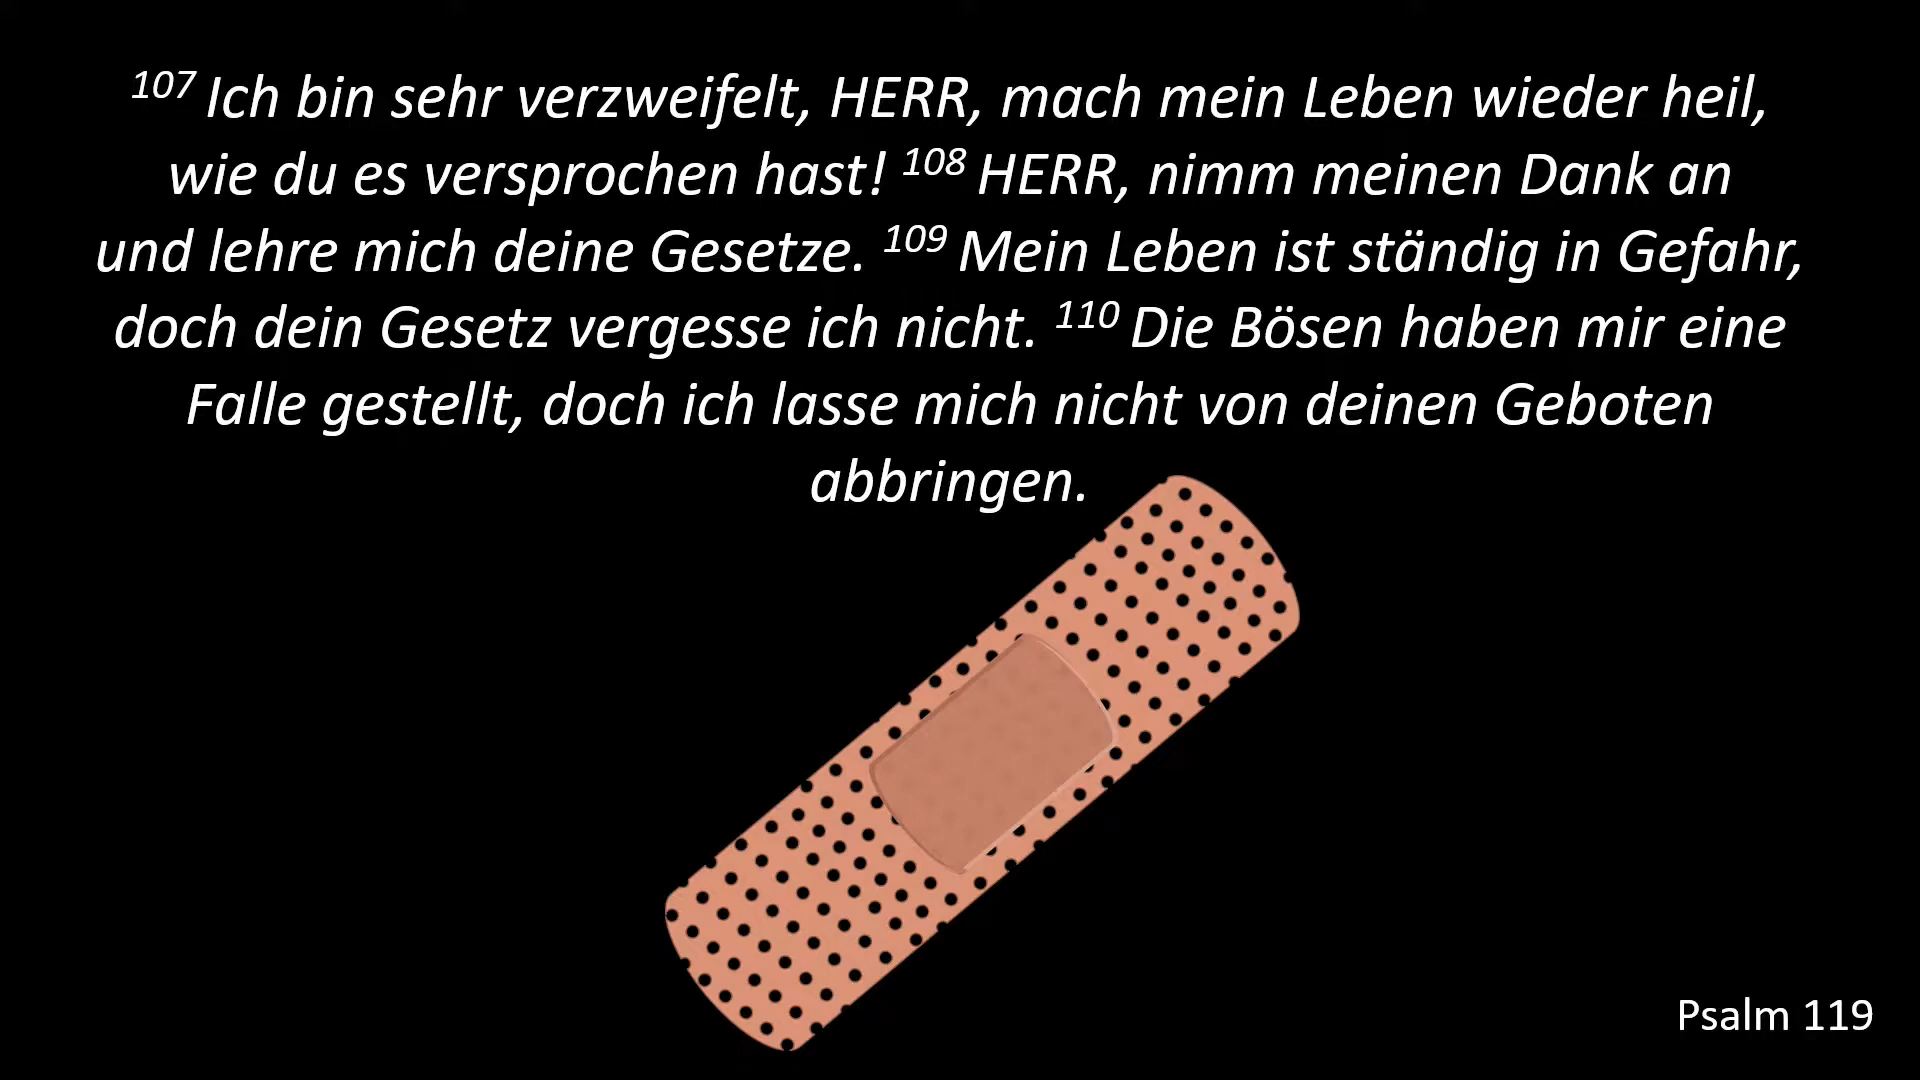 107 Ich bin sehr verzweifelt, HERR, mach mein Leben wieder heil,
wie du es versprochen hast! 108 HERR, nimm meinen Dank an
und lehre mich deine Gesetze. 109 Mein Leben ist ständig in Gefahr,
doch dein Gesetz vergesse ich nicht. 110 Die Bösen haben mir eine
Falle gestellt, doch ich lasse mich nicht von deinen Geboten
abbringen.
Psalm 119